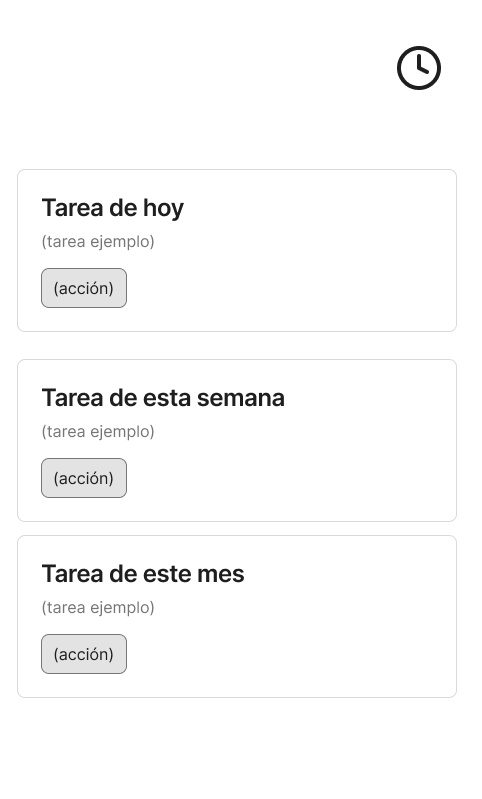 Tarea de hoy
(tarea ejemplo)
(acción)
Tarea de esta semana
(tarea ejemplo)
(acción)
Tarea de este mes
(tarea ejemplo)
(acción)